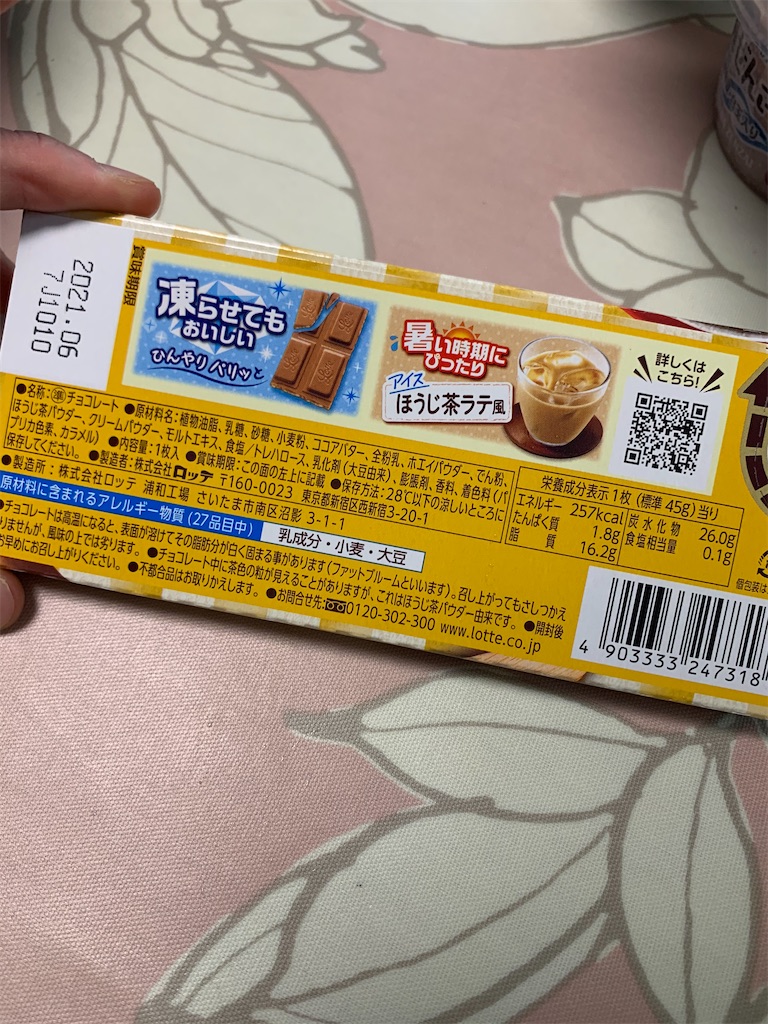 賞味期限
2021.06
7J1010
凍らせても
おいしい
ひんやりベリッと
暑い時期に
ぴったり
アイス
ほうじ茶ラテ風
詳しくは
こちら!
●名称:準チョコレート ●原材料名:植物油脂、乳糖、砂糖、小麦粉、ココアバター、全粉乳、ホエイパウダー、でん粉、
ほうじ茶パウダー、クリームパウダー、モルトエキス、食塩/トレハロース、乳化剤(大豆由来)、膨脹剤、香料、着色料(パ
プリカ色素、カラメル) ●内容量:1枚入 ●賞味期限:この面の左上に記載 ●保存方法:28℃以下の涼しいところに
保存してください。 ●製造者:株式会社ロッテ 〒160-0023 東京都新宿区西新宿3-20-1
●製造所:株式会社ロッテ 浦和工場 さいたま市南区沼影 3-1-1
原材料に含まれるアレルギー物質(27品目中)
乳成分・小麦・大豆
栄養成分表示 1枚(標準 45g)当り
エネルギー 257kcal 炭水化物 26.0g
たんぱく質 1.8g 食塩相当量 0.1g
脂質 16.2g
●チョコレートは高温になると、表面が溶けてその脂肪分が白く固まる事があります(ファットブルームといいます)。召し上がってもさしつかえ
りませんが、風味の上では劣ります。 ●チョコレート中に茶色の粒が見えることがありますが、これはほうじ茶パウダー由来です。 ●開封後
お早めにお召し上がりください。 ●不都合品はお取りかえします。 ●お問合せ先:0120-302-300 www.lotte.co.jp
個包装は
4 903333 247318